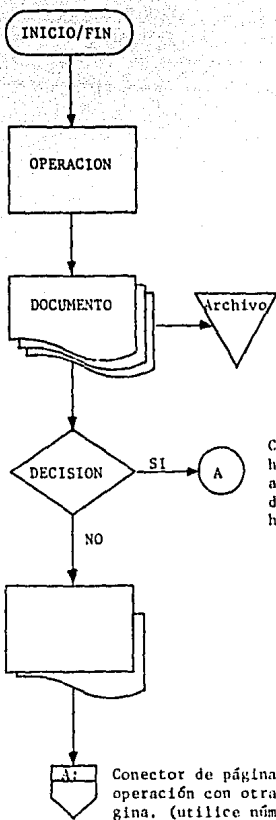 INICIO/FIN
OPERACION
DOCUMENTO
Archivo
DECISION
SI
A
NO
A:
Conector de página
operación con otra
gina. (utilice núm